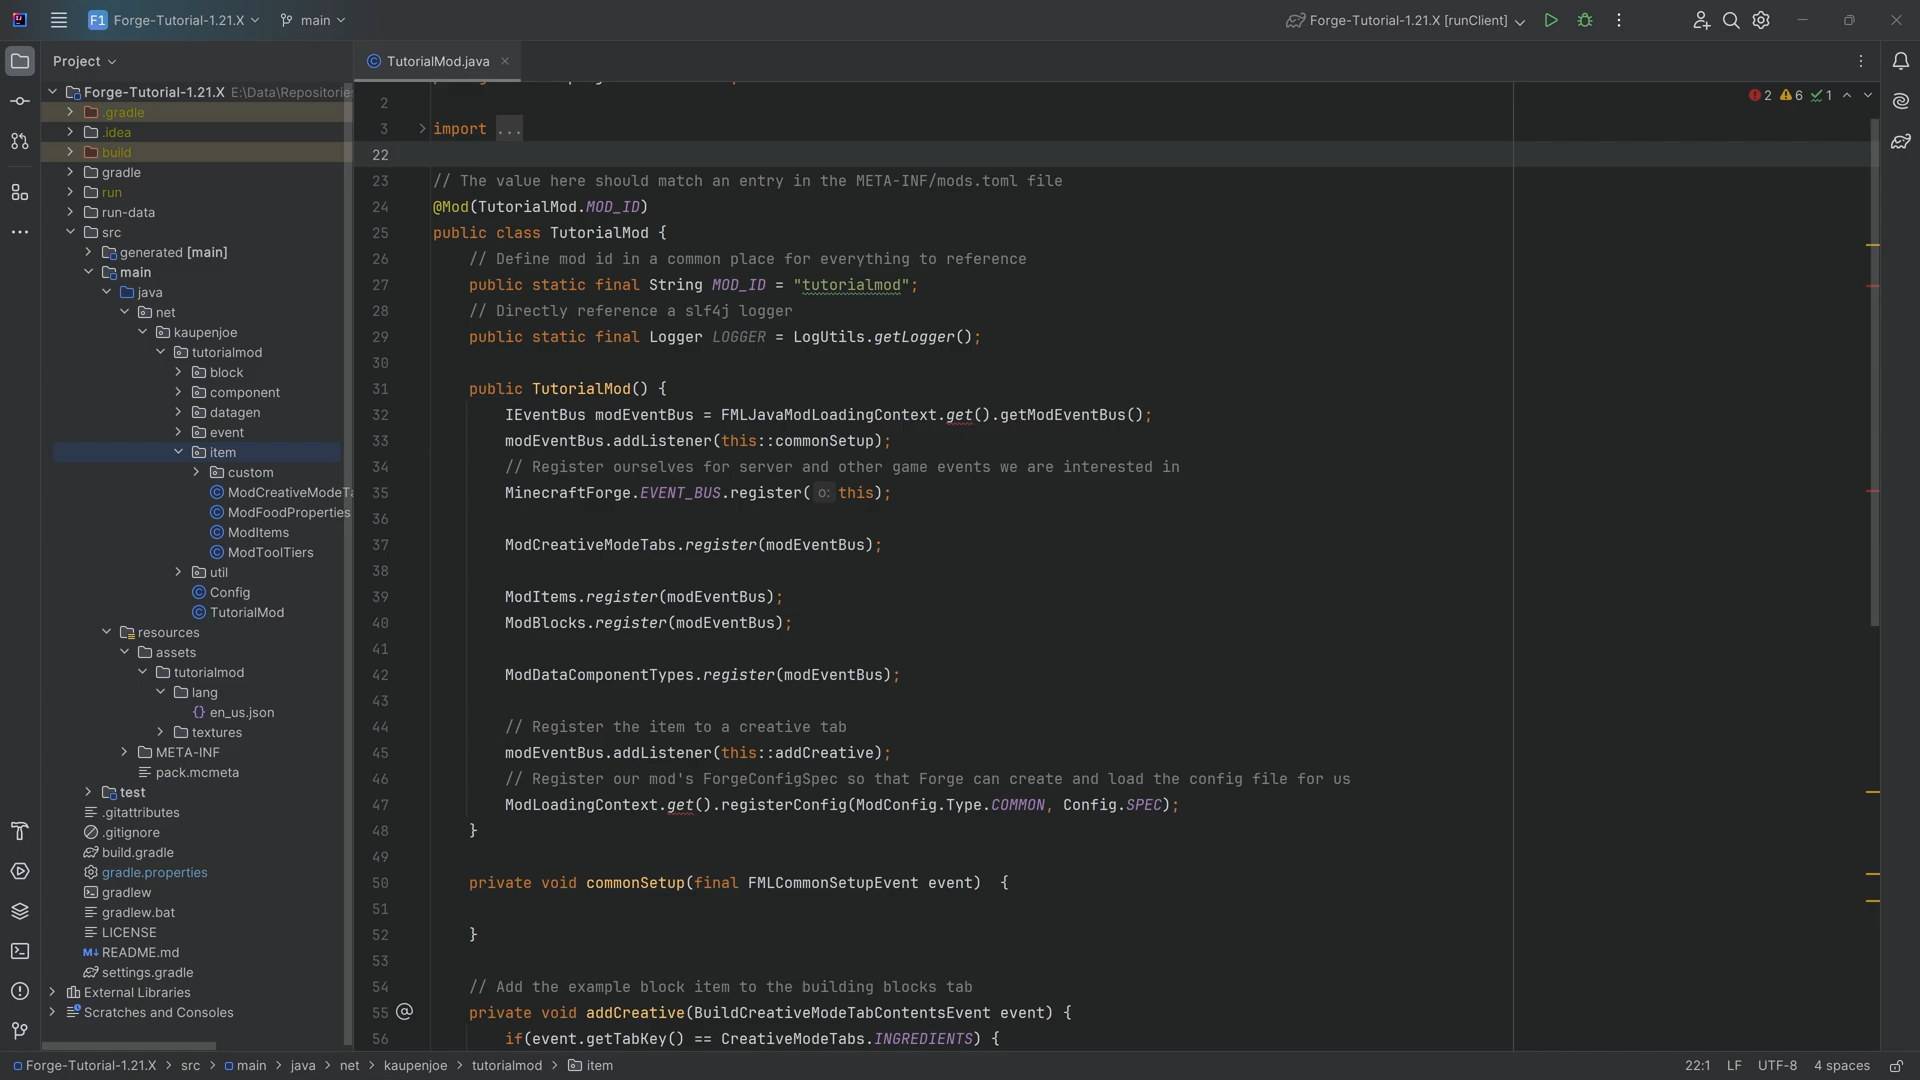 F1 Forge-Tutorial-1.21.X main
Forge-Tutorial-1.21.X [runClient]
Project
TutorialMod.java
Forge-Tutorial-1.21.X E:\Data\Repositories
.gradle
.idea
build
gradle
run
run-data
src
generated [main]
main
java
net
kaupenjoe
tutorialmod
block
component
datagen
event
item
custom
ModCreativeModeTa
ModFoodProperties
ModItems
ModToolTiers
util
Config
TutorialMod
resources
assets
tutorialmod
lang
en_us.json
textures
META-INF
pack.mcmeta
test
.gitattributes
.gitignore
build.gradle
gradle.properties
gradlew
gradlew.bat
LICENSE
README.md
settings.gradle
External Libraries
Scratches and Consoles
2 6 1
2
3 import ...
22
23 // The value here should match an entry in the META-INF/mods.toml file
24 @Mod(TutorialMod.MOD_ID)
25 public class TutorialMod {
26 // Define mod id in a common place for everything to reference
27 public static final String MOD_ID = "tutorialmod";
28 // Directly reference a slf4j logger
29 public static final Logger LOGGER = LogUtils.getLogger();
30
31 public TutorialMod() {
32 IEventBus modEventBus = FMLJavaModLoadingContext.get().getModEventBus();
33 modEventBus.addListener(this::commonSetup);
34 // Register ourselves for server and other game events we are interested in
35 MinecraftForge.EVENT_BUS.register( o: this);
36
37 ModCreativeModeTabs.register(modEventBus);
38
39 ModItems.register(modEventBus);
40 ModBlocks.register(modEventBus);
41
42 ModDataComponentTypes.register(modEventBus);
43
44 // Register the item to a creative tab
45 modEventBus.addListener(this::addCreative);
46 // Register our mod's ForgeConfigSpec so that Forge can create and load the config file for us
47 ModLoadingContext.get().registerConfig(ModConfig.Type.COMMON, Config.SPEC);
48 }
49
50 private void commonSetup(final FMLCommonSetupEvent event) {
51
52 }
53
54 // Add the example block item to the building blocks tab
55 private void addCreative(BuildCreativeModeTabContentsEvent event) {
56 if(event.getTabKey() == CreativeModeTabs.INGREDIENTS) {
Forge-Tutorial-1.21.X > src > main > java > net > kaupenjoe > tutorialmod > item
22:1 LF UTF-8 4 spaces